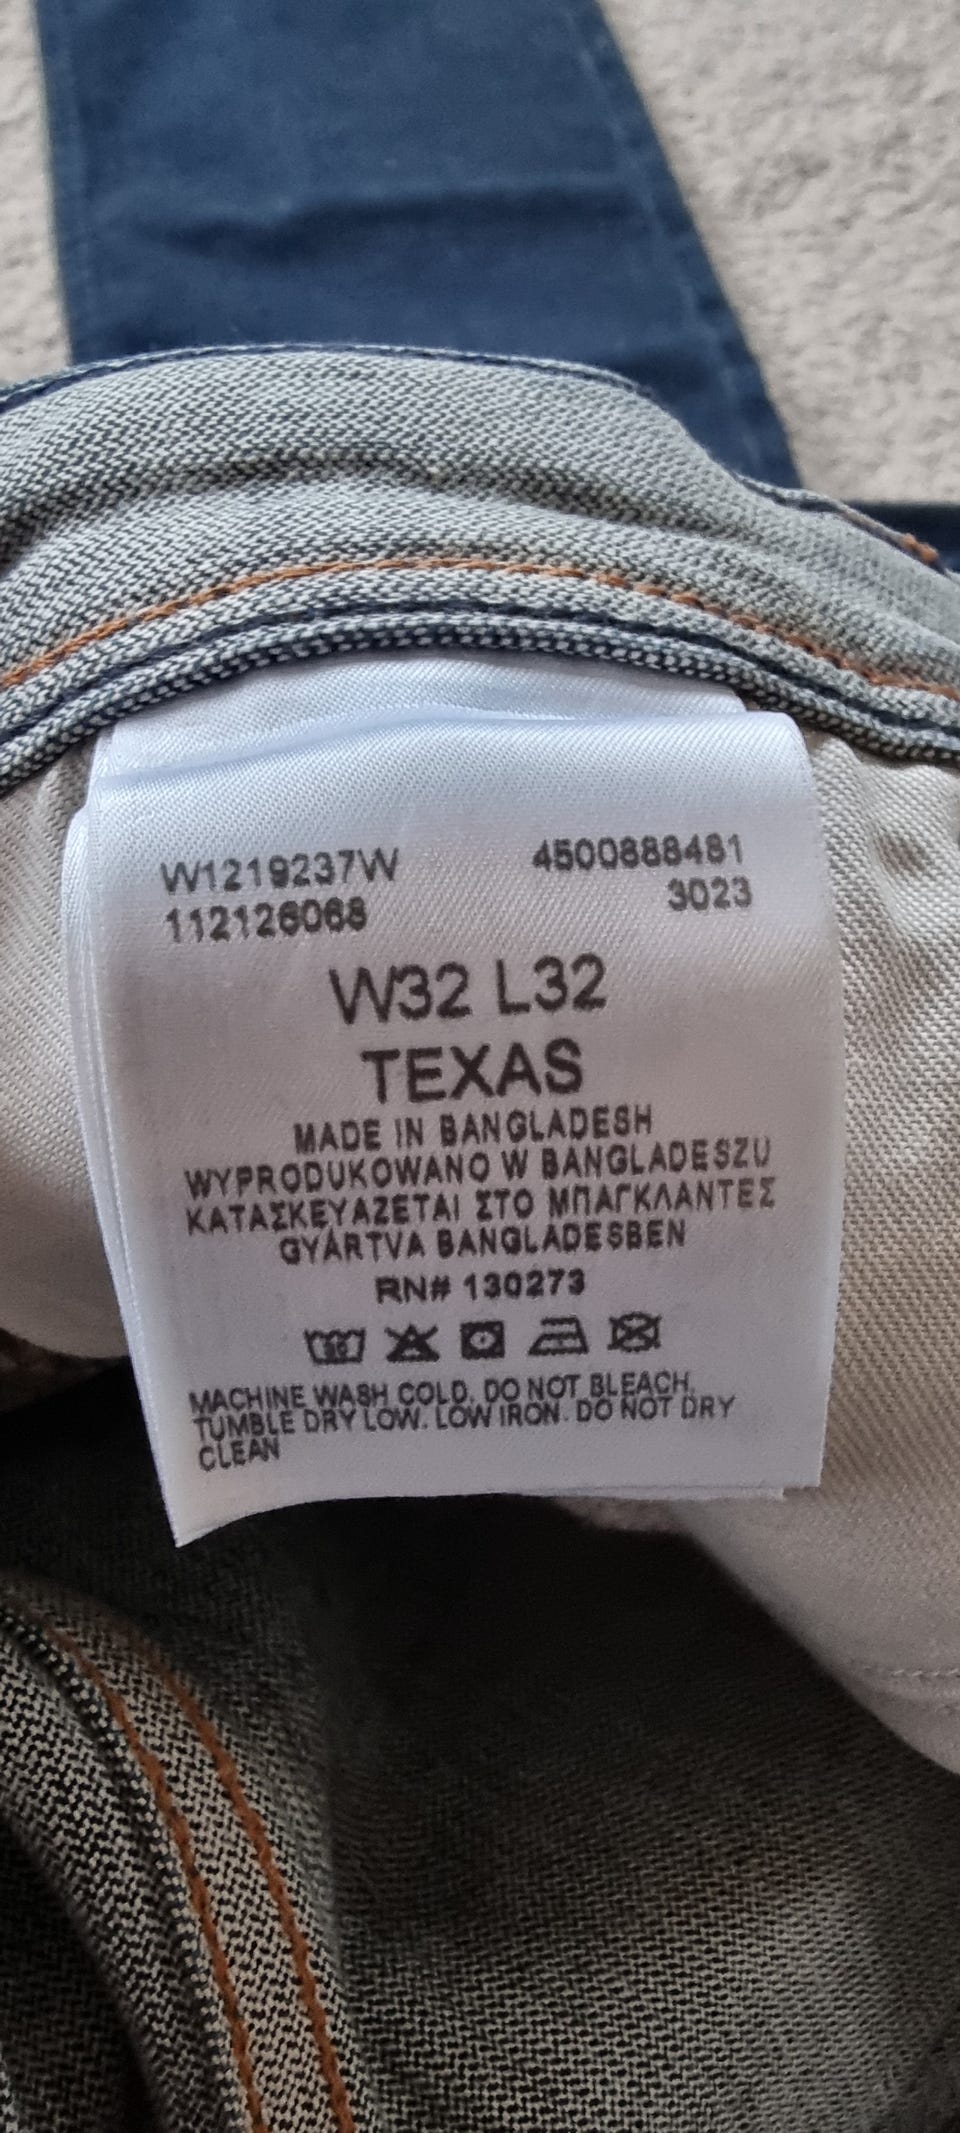 W1219237W 4500888481
112126068 3023
W32 L32
TEXAS
MADE IN BANGLADESH
WYPRODUKOWANO W BANGLADESZU
ΚΑΤΑΣΚΕΥΑΖΕΤΑΙ ΣΤΟ ΜΠΑΓΚΛΑΝΤΕΣ
GYÁRTVA BANGLADESBEN
RN# 130273
MACHINE WASH COLD. DO NOT BLEACH.
TUMBLE DRY LOW. LOW IRON. DO NOT DRY
CLEAN